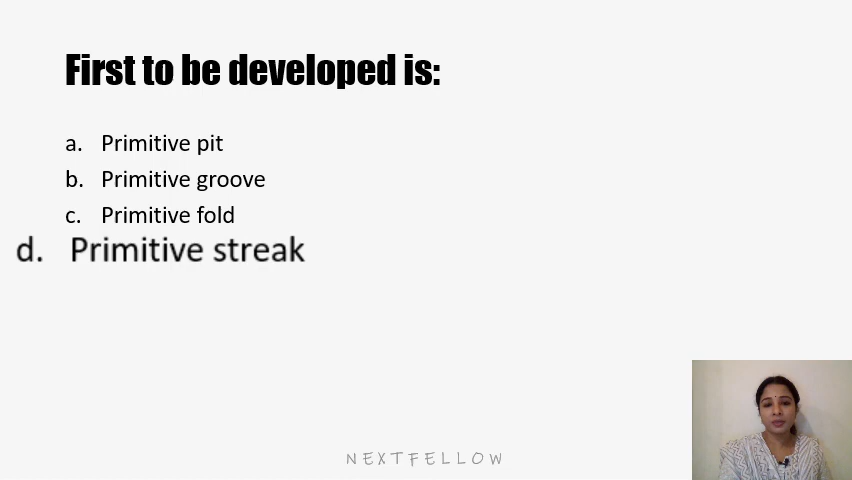 First to be developed is:
a. Primitive pit
b. Primitive groove
c. Primitive fold
d. Primitive streak
NEXTFELLOW